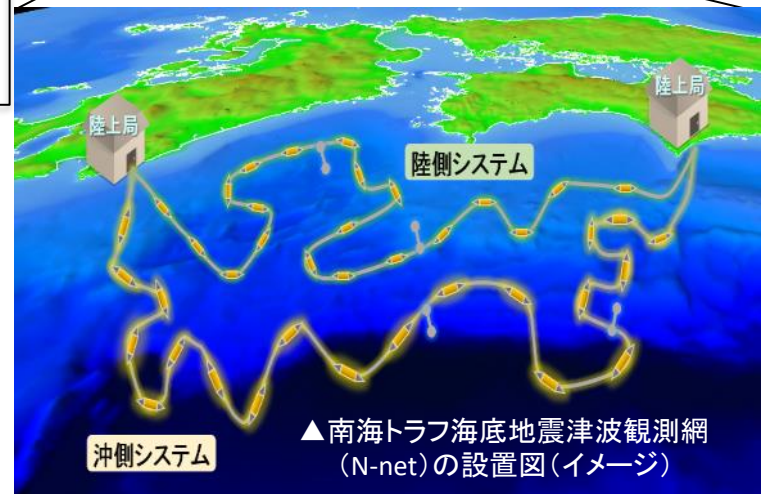 陸上局
陸上局
陸側システム
沖側システム
▲南海トラフ海底地震津波観測網
（N-net）の設置図（イメージ）